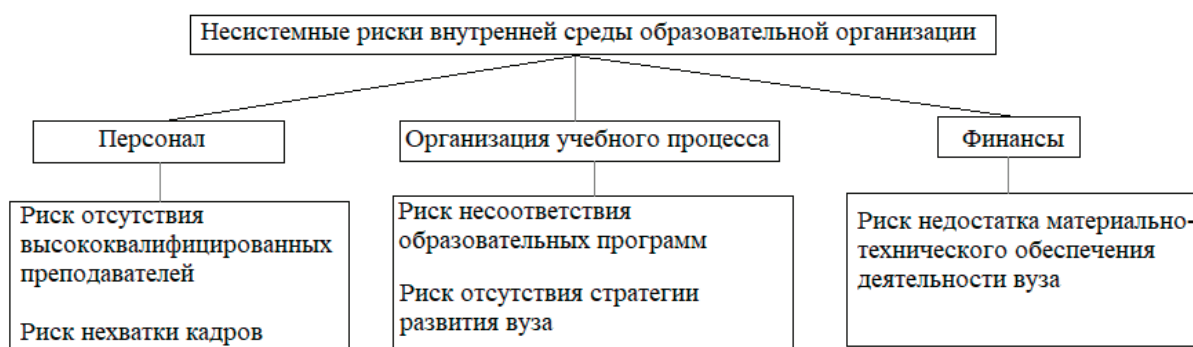 Несистемные риски внутренней среды образовательной организации
Персонал
Организация учебного процесса
Финансы
Риск отсутствия
высококвалифицированных
преподавателей
Риск нехватки кадров
Риск несоответствия
образовательных программ
Риск отсутствия стратегии
развития вуза
Риск недостатка материально-
технического обеспечения
деятельности вуза